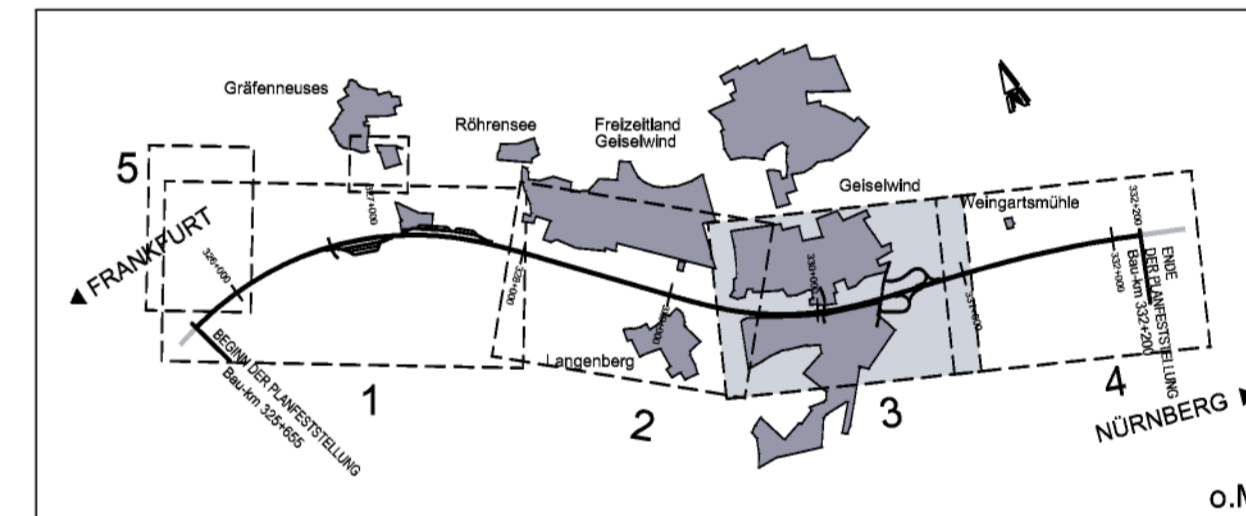 Gräfenneuses
Röhrensee
Freizeitland
Geiselwind
Geiselwind
Weingartsmühle
5
▲ FRANKFURT
326+000
327+000
328+000
330+000
331+000
332+000
332+200
ENDE
DER PLANFESTSTELLUNG
Bau-km 332+200
BEGINN DER PLANFESTSTELLUNG
Bau-km 325+655
Langenberg
1
2
3
4
NÜRNBERG
o.M